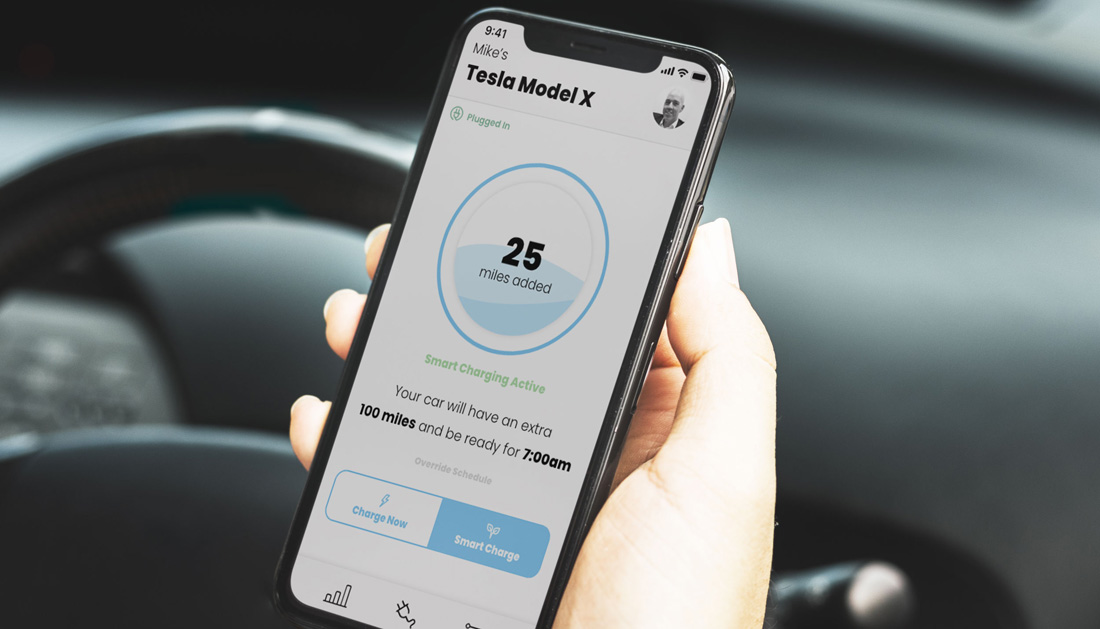 9:41
Mike's
Tesla Model X
Plugged In
25
miles added
Smart Charging Active
Your car will have an extra
100 miles and be ready for 7:00am
Override Schedule
Charge Now
Smart Charge